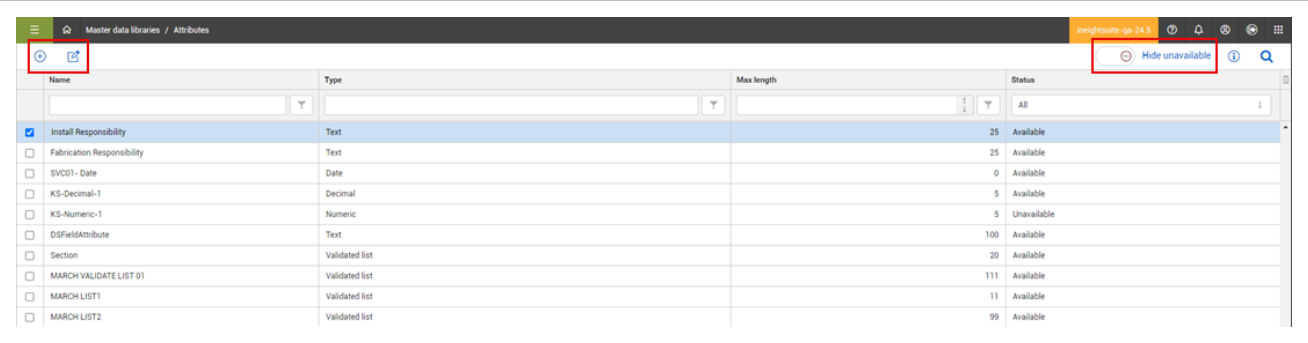 Master data libraries / Attributes ineightsuite-qa-24.5
Hide unavailable
Name Type Max length Status
All
Install Responsibility Text 25 Available
Fabrication Responsibility Text 25 Available
SVC01- Date Date 0 Available
KS-Decimal-1 Decimal 5 Available
KS-Numeric-1 Numeric 5 Unavailable
DSFieldAttribute Text 100 Available
Section Validated list 20 Available
MARCH VALIDATE LIST 01 Validated list 111 Available
MARCH LIST1 Validated list 11 Available
MARCH LIST2 Validated list 99 Available